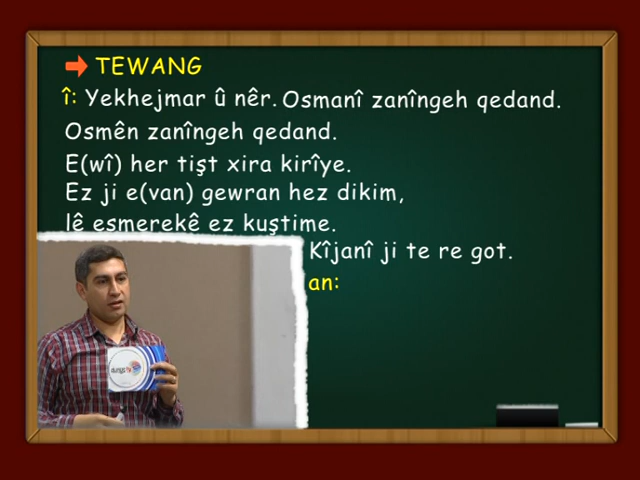 TEWANG
î: Yekhejmar û nêr. Osmanî zanîngeh qedand.
Osmên zanîngeh qedand.
E(wî) her tişt xira kirîye.
Ez ji e(van) gewran hez dikim,
lê esmerekê ez kuştime.
Kîjanî ji te re got.
an: